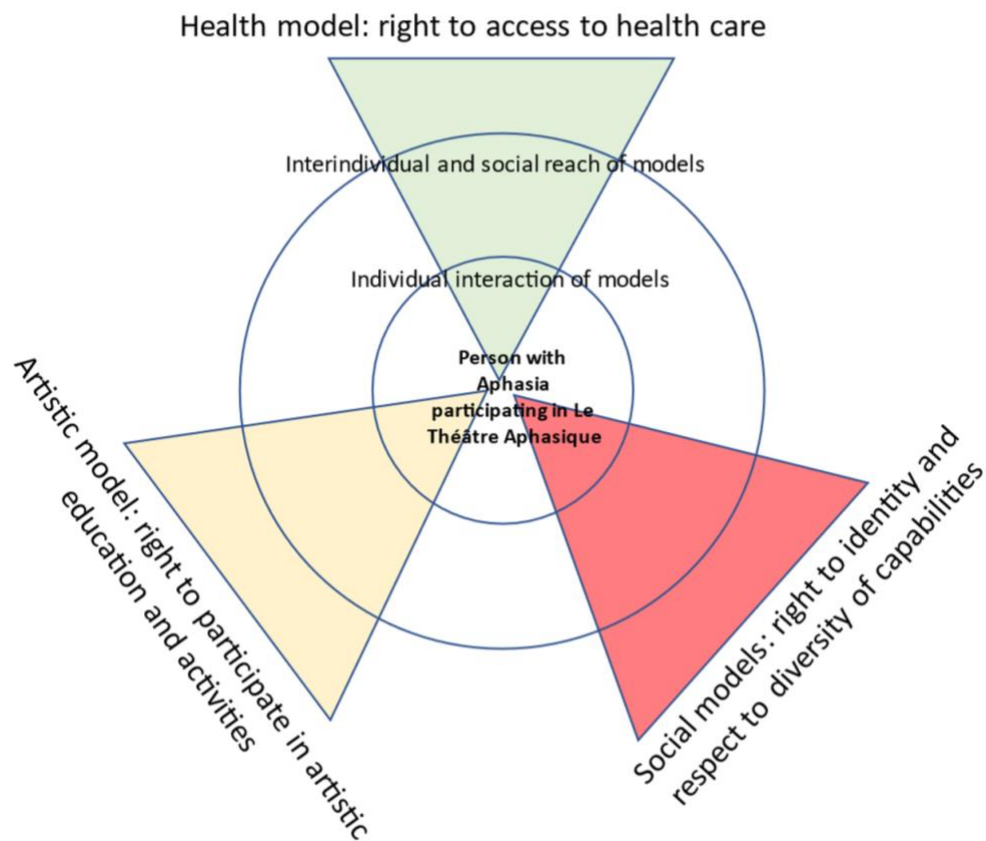 Health model: right to access to health care
Interindividual and social reach of models
Individual interaction of models
Person with
Aphasia
participating in Le
Théâtre Aphasique
Artistic model: right to participate in artistic
education and activities
Social models: right to identity and
respect to diversity of capabilities